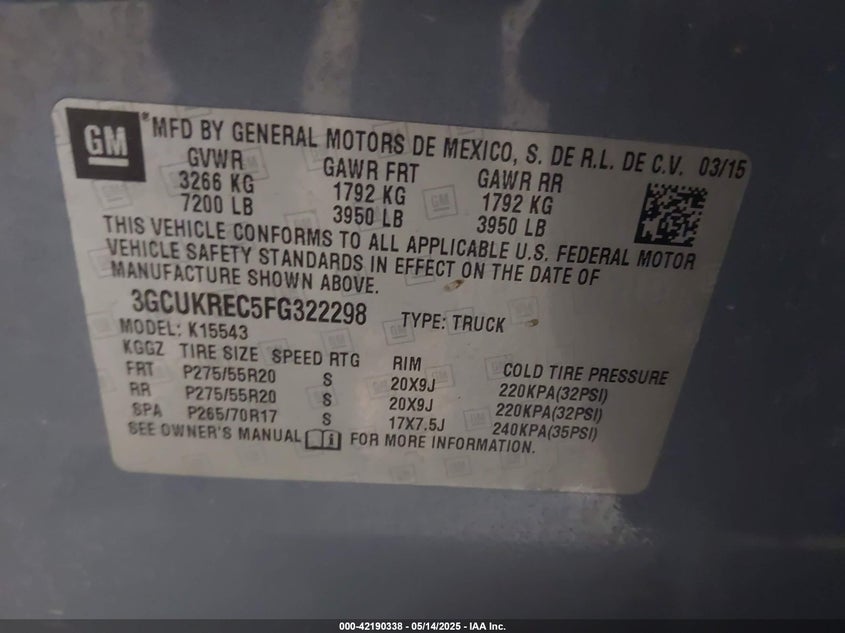 GM
*MFD BY GENERAL MOTORS DE MEXICO, S. DE R.L. DE C.V. 03/15
GVWR GAWR FRT GAWR RR
3266 KG 1792 KG 1792 KG
7200 LB 3950 LB 3950 LB
THIS VEHICLE CONFORMS TO ALL APPLICABLE U.S. FEDERAL MOTOR
VEHICLE SAFETY STANDARDS IN EFFECT ON THE DATE OF
MANUFACTURE SHOWN ABOVE.
3GCUKREC5FG322298 TYPE: TRUCK
MODEL: K15543
KGGZ TIRE SIZE SPEED RTG RIM COLD TIRE PRESSURE
FRT P275/55R20 S 20X9J 220KPA(32PSI)
RR P275/55R20 S 20X9J 220KPA(32PSI)
SPA P265/70R17 S 17X7.5J 240KPA(35PSI)
SEE OWNER'S MANUAL FOR MORE INFORMATION.
000-42190338 - 05/14/2025 - IAA Inc.